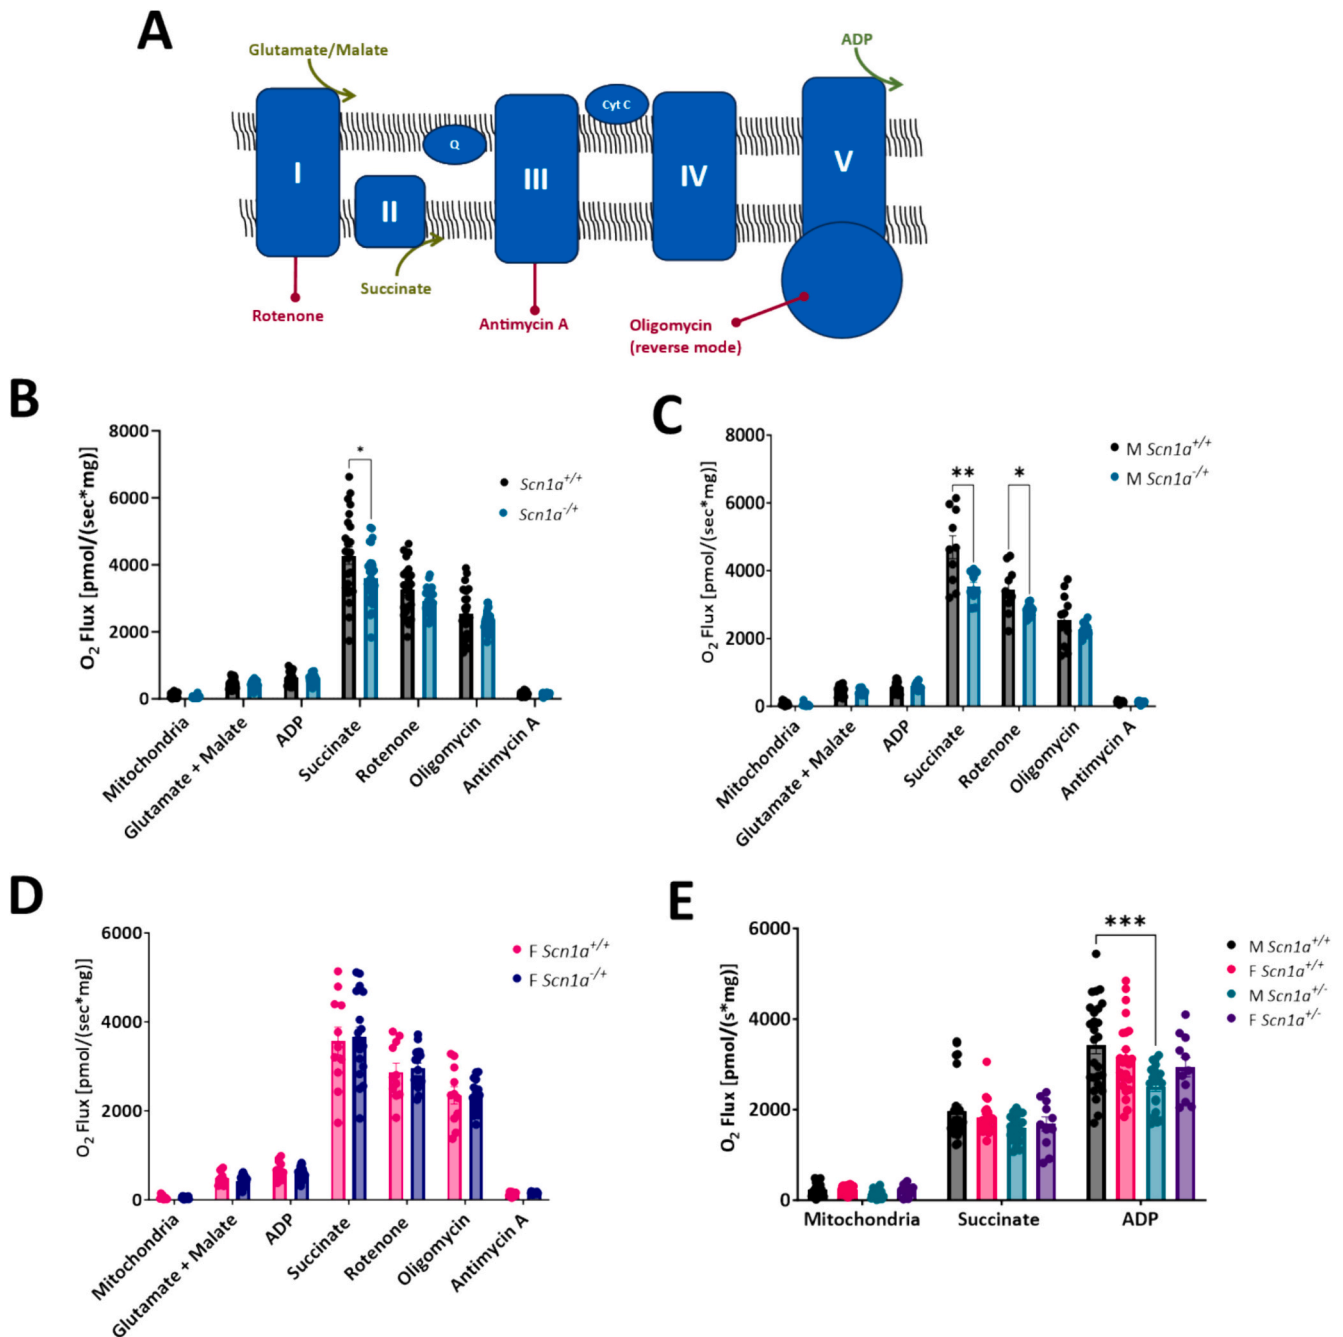 A
Glutamate/Malate
ADP
Cyt C
Q
I
II
III
IV
V
Succinate
Rotenone
Antimycin A
Oligomycin
(reverse mode)
B
O2 Flux [pmol/(sec*mg)]
8000
6000
4000
2000
0
*
Scn1a+/+
Scn1a-/+
Mitochondria
Glutamate + Malate
ADP
Succinate
Rotenone
Oligomycin
Antimycin A
C
O2 Flux [pmol/(sec*mg)]
8000
6000
4000
2000
0
**
*
M Scn1a+/+
M Scn1a-/+
Mitochondria
Glutamate + Malate
ADP
Succinate
Rotenone
Oligomycin
Antimycin A
D
O2 Flux [pmol/(sec*mg)]
6000
4000
2000
0
F Scn1a+/+
F Scn1a-/+
Mitochondria
Glutamate + Malate
ADP
Succinate
Rotenone
Oligomycin
Antimycin A
E
O2 Flux [pmol/(s*mg)]
6000
4000
2000
0
***
M Scn1a+/+
F Scn1a+/+
M Scn1a+/-
F Scn1a+/-
Mitochondria
Succinate
ADP